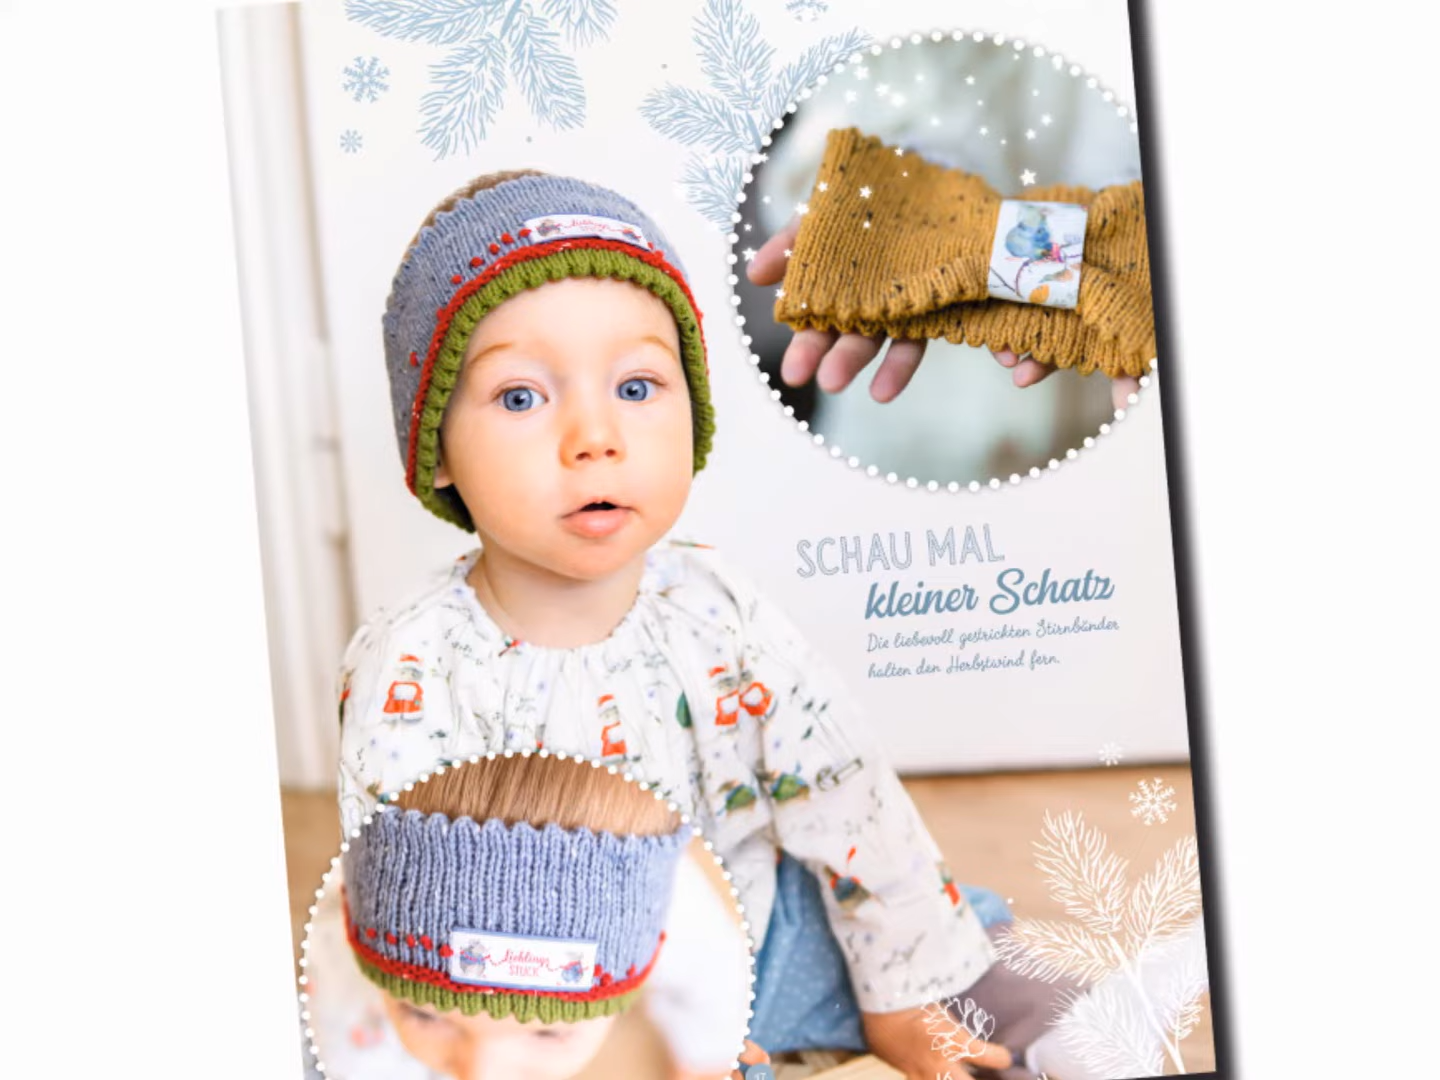 SCHAU MAL
kleiner Schatz
Die liebevoll gestrickten Stirnbänder
halten den Herbstwind fern.
Lieblings
STÜCK